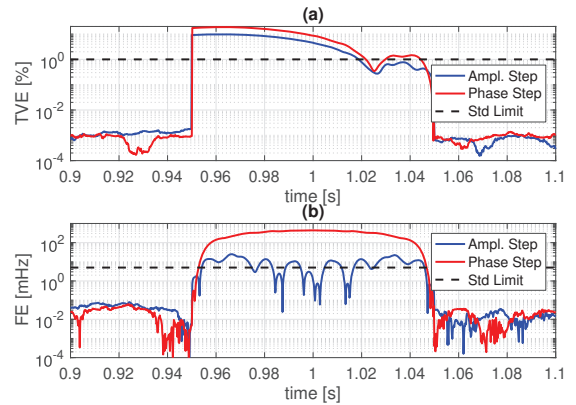 (a)
TVE [%]
10^0
10^-2
10^-4
Ampl. Step
Phase Step
Std Limit
0.9 0.92 0.94 0.96 0.98 1 1.02 1.04 1.06 1.08 1.1
time [s]
(b)
FE [mHz]
10^2
10^0
10^-2
10^-4
Ampl. Step
Phase Step
Std Limit
0.9 0.92 0.94 0.96 0.98 1 1.02 1.04 1.06 1.08 1.1
time [s]